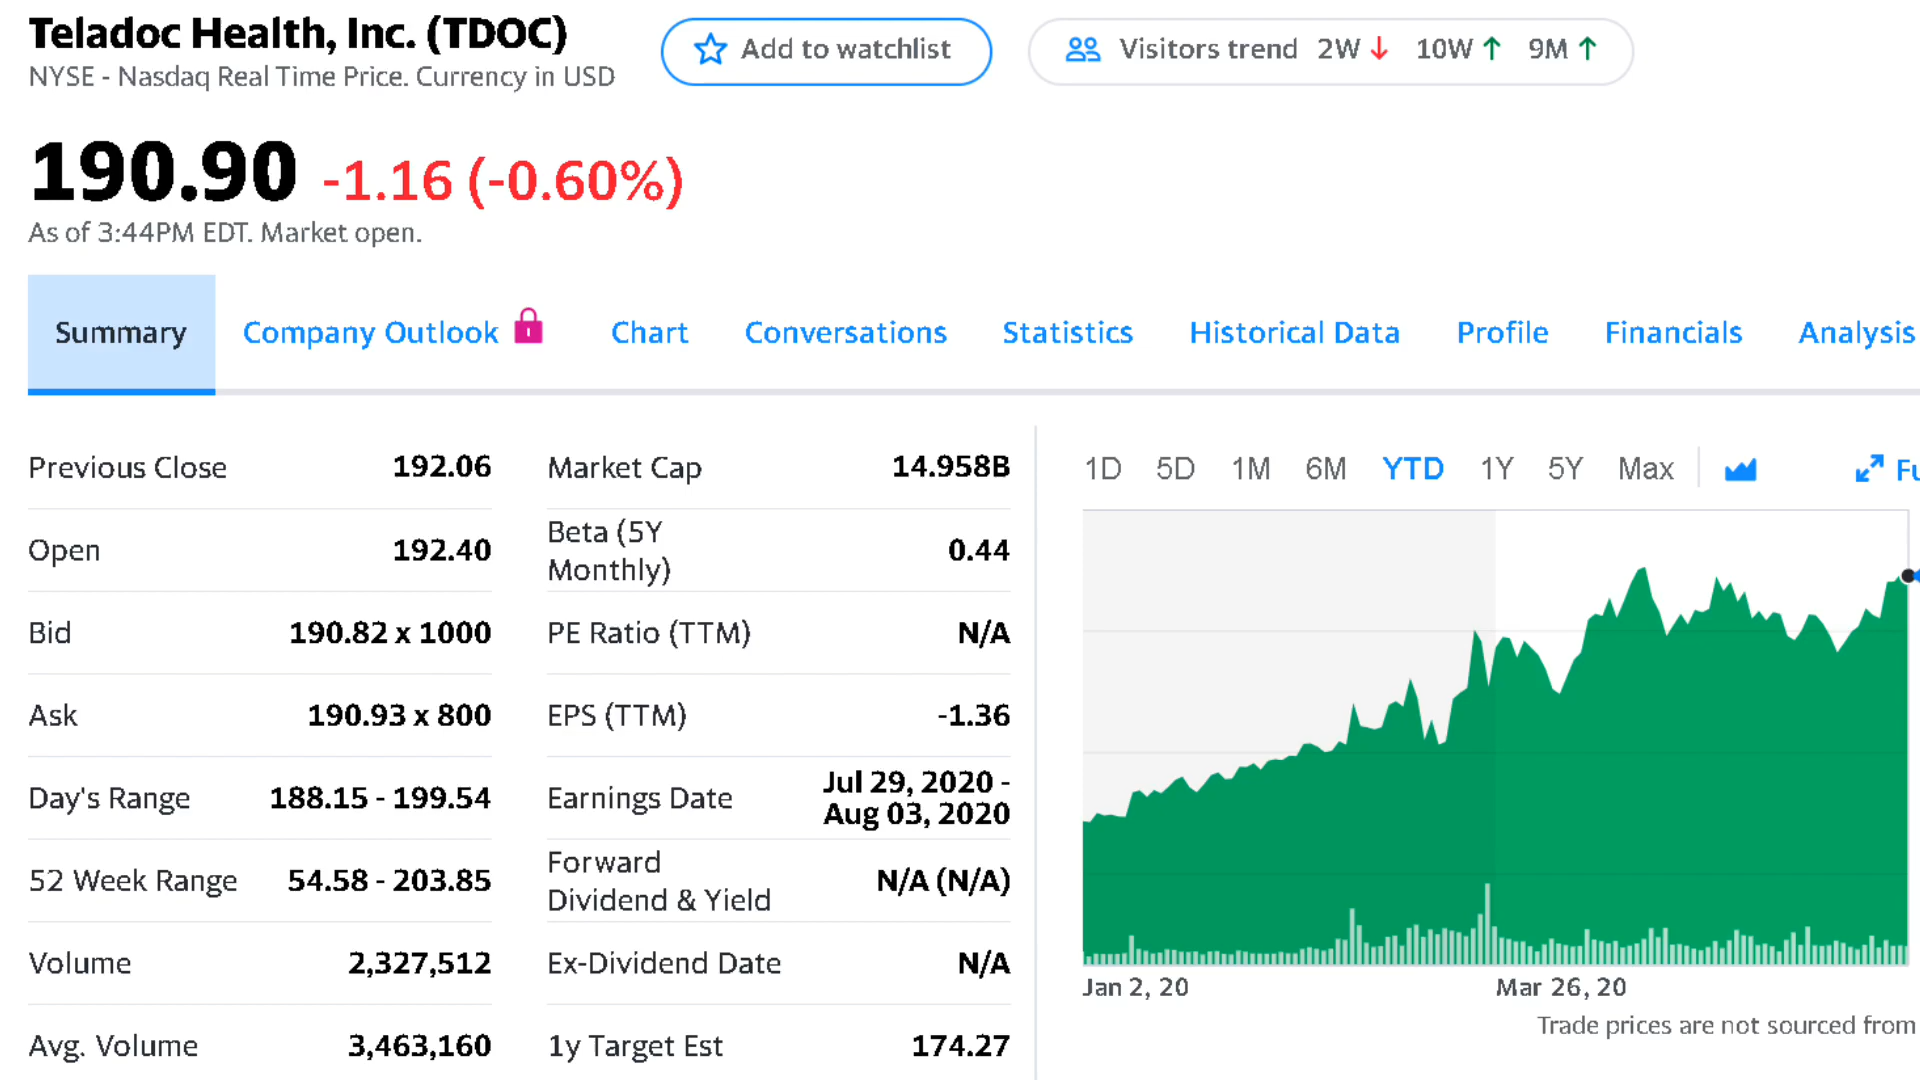 Teladoc Health, Inc. (TDOC)
NYSE - Nasdaq Real Time Price. Currency in USD
Add to watchlist
Visitors trend 2W ↓ 10W ↑ 9M ↑
190.90 -1.16 (-0.60%)
As of 3:44PM EDT. Market open.
Summary
Company Outlook
Chart
Conversations
Statistics
Historical Data
Profile
Financials
Analysis
Previous Close 192.06
Open 192.40
Bid 190.82 x 1000
Ask 190.93 x 800
Day's Range 188.15 - 199.54
52 Week Range 54.58 - 203.85
Volume 2,327,512
Avg. Volume 3,463,160
Market Cap 14.958B
Beta (5Y
Monthly) 0.44
PE Ratio (TTM) N/A
EPS (TTM) -1.36
Earnings Date Jul 29, 2020 -
Aug 03, 2020
Forward
Dividend & Yield N/A (N/A)
Ex-Dividend Date N/A
1y Target Est 174.27
1D 5D 1M 6M YTD 1Y 5Y Max
Jan 2, 20
Mar 26, 20
Trade prices are not sourced from